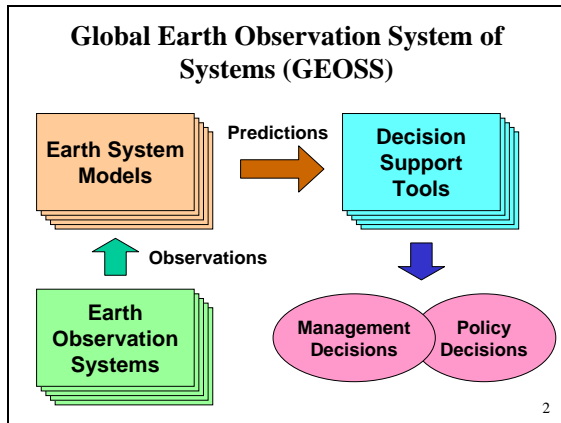 Global Earth Observation System of
Systems (GEOSS)
Earth System
Models
Predictions
Decision
Support
Tools
Observations
Earth
Observation
Systems
Management
Decisions
Policy
Decisions
2